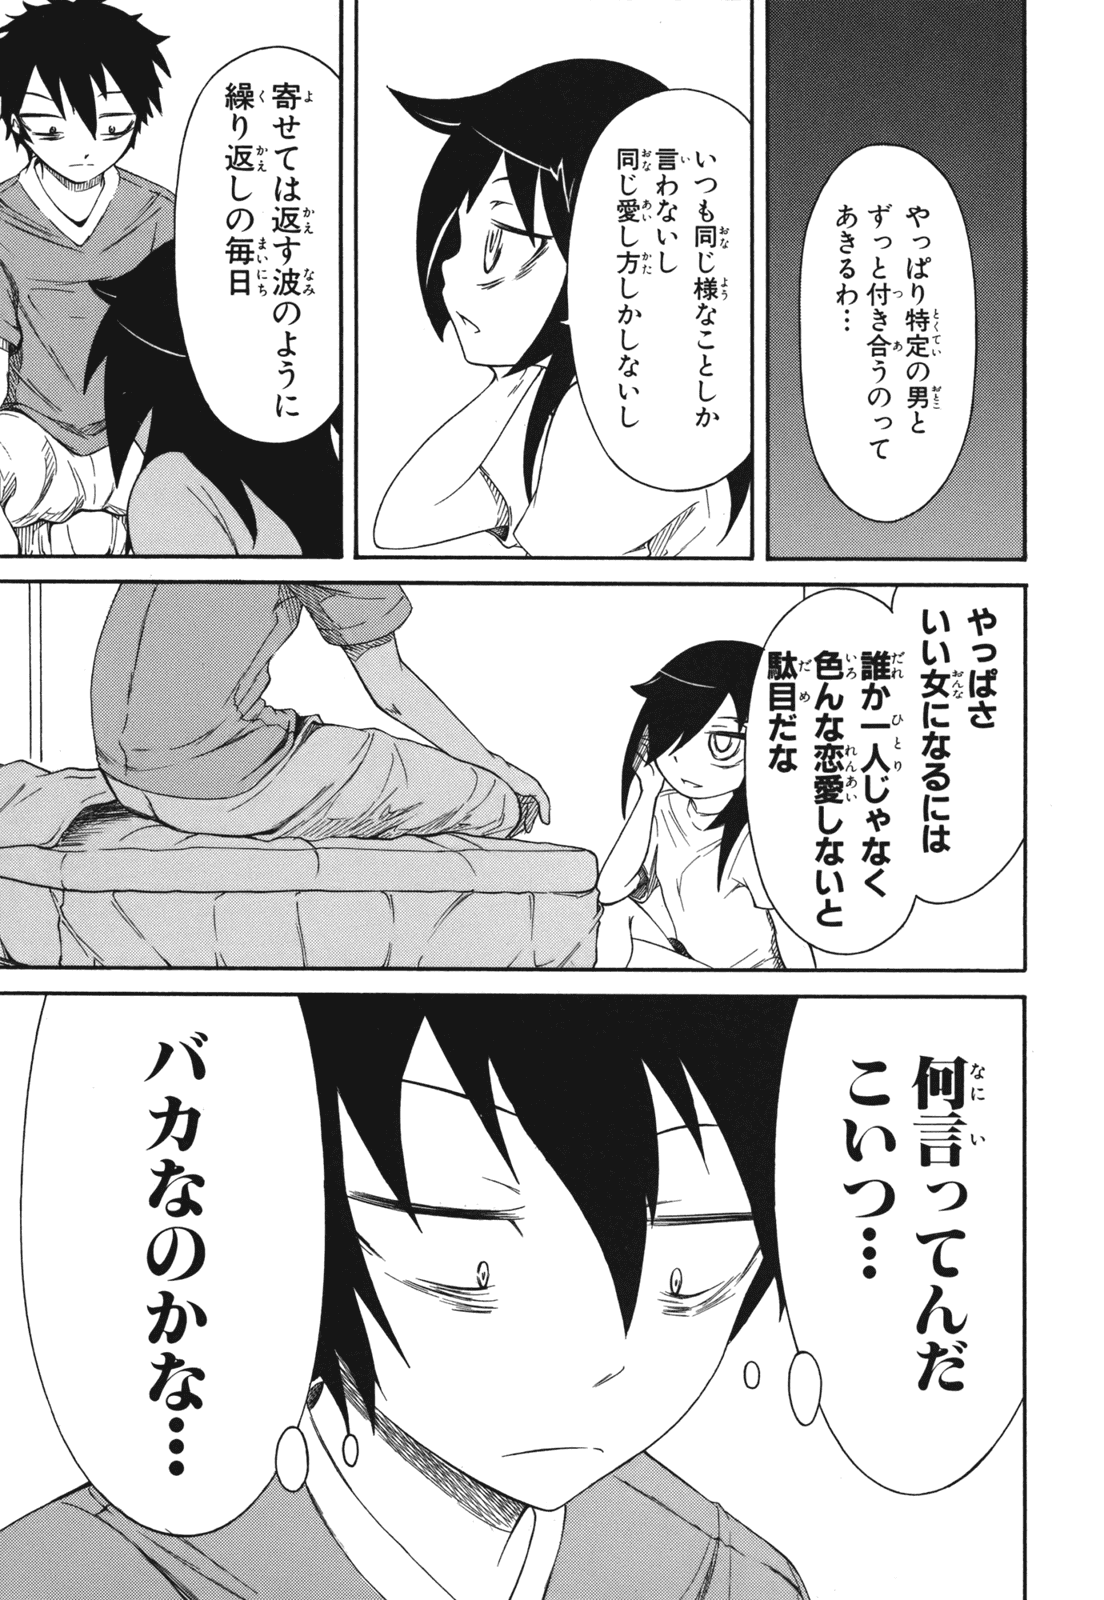 やっぱり特定の男と
ずっと付き合うのって
あきるわ…
いつも同じ様なことしか
言わないし
同じ愛し方しかしないし
寄せては返す波のように
繰り返しの毎日
やっぱさ
いい女になるには
誰か一人じゃなく
色んな恋愛しないと
駄目だな
何言ってんだ
こいつ…
バカなのかな…